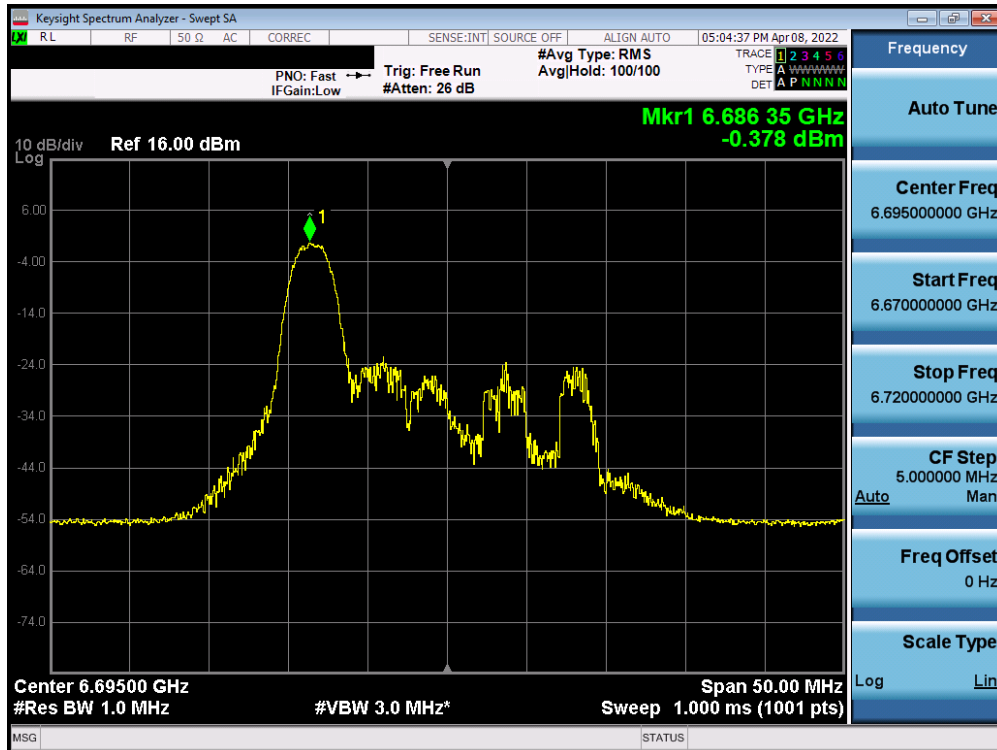 Keysight Spectrum Analyzer - Swept SA
LXI RL RF 50 Ω AC CORREC SENSE:INT SOURCE OFF ALIGN AUTO 05:04:37 PM Apr 08, 2022
PNO: Fast Trig: Free Run #Avg Type: RMS TRACE 1 2 3 4 5 6
IFGain:Low #Atten: 26 dB Avg|Hold: 100/100 TYPE A WWWWW
DET A P N N N N
Mkr1 6.686 35 GHz
-0.378 dBm
10 dB/div Ref 16.00 dBm
Log
6.00
1
-4.00
-14.0
-24.0
-34.0
-44.0
-54.0
-64.0
-74.0
Center 6.69500 GHz Span 50.00 MHz
#Res BW 1.0 MHz #VBW 3.0 MHz* Sweep 1.000 ms (1001 pts)
MSG STATUS
Frequency
Auto Tune
Center Freq
6.695000000 GHz
Start Freq
6.670000000 GHz
Stop Freq
6.720000000 GHz
CF Step
5.000000 MHz
Auto Man
Freq Offset
0 Hz
Scale Type
Log Lin